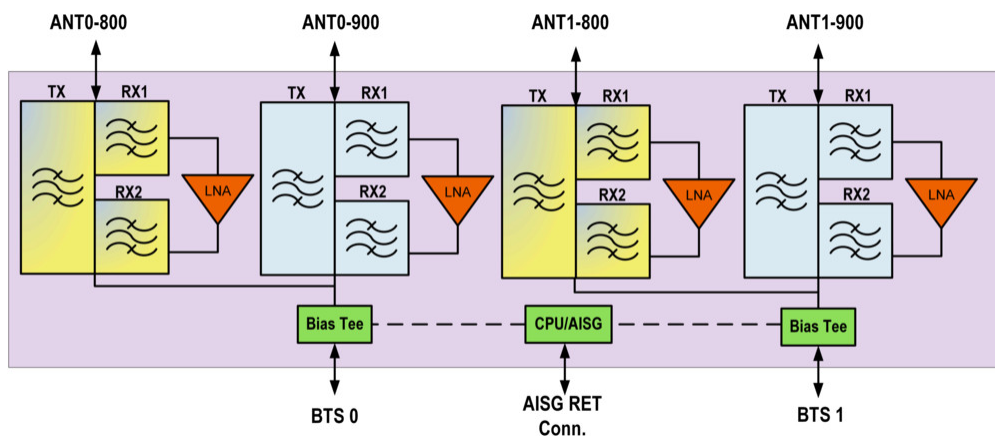 ANT0-800
ANT0-900
ANT1-800
ANT1-900
TX
RX1
TX
RX1
TX
RX1
TX
RX1
LNA
LNA
LNA
LNA
RX2
RX2
RX2
RX2
Bias Tee
CPU/AISG
Bias Tee
BTS 0
AISG RET
Conn.
BTS 1